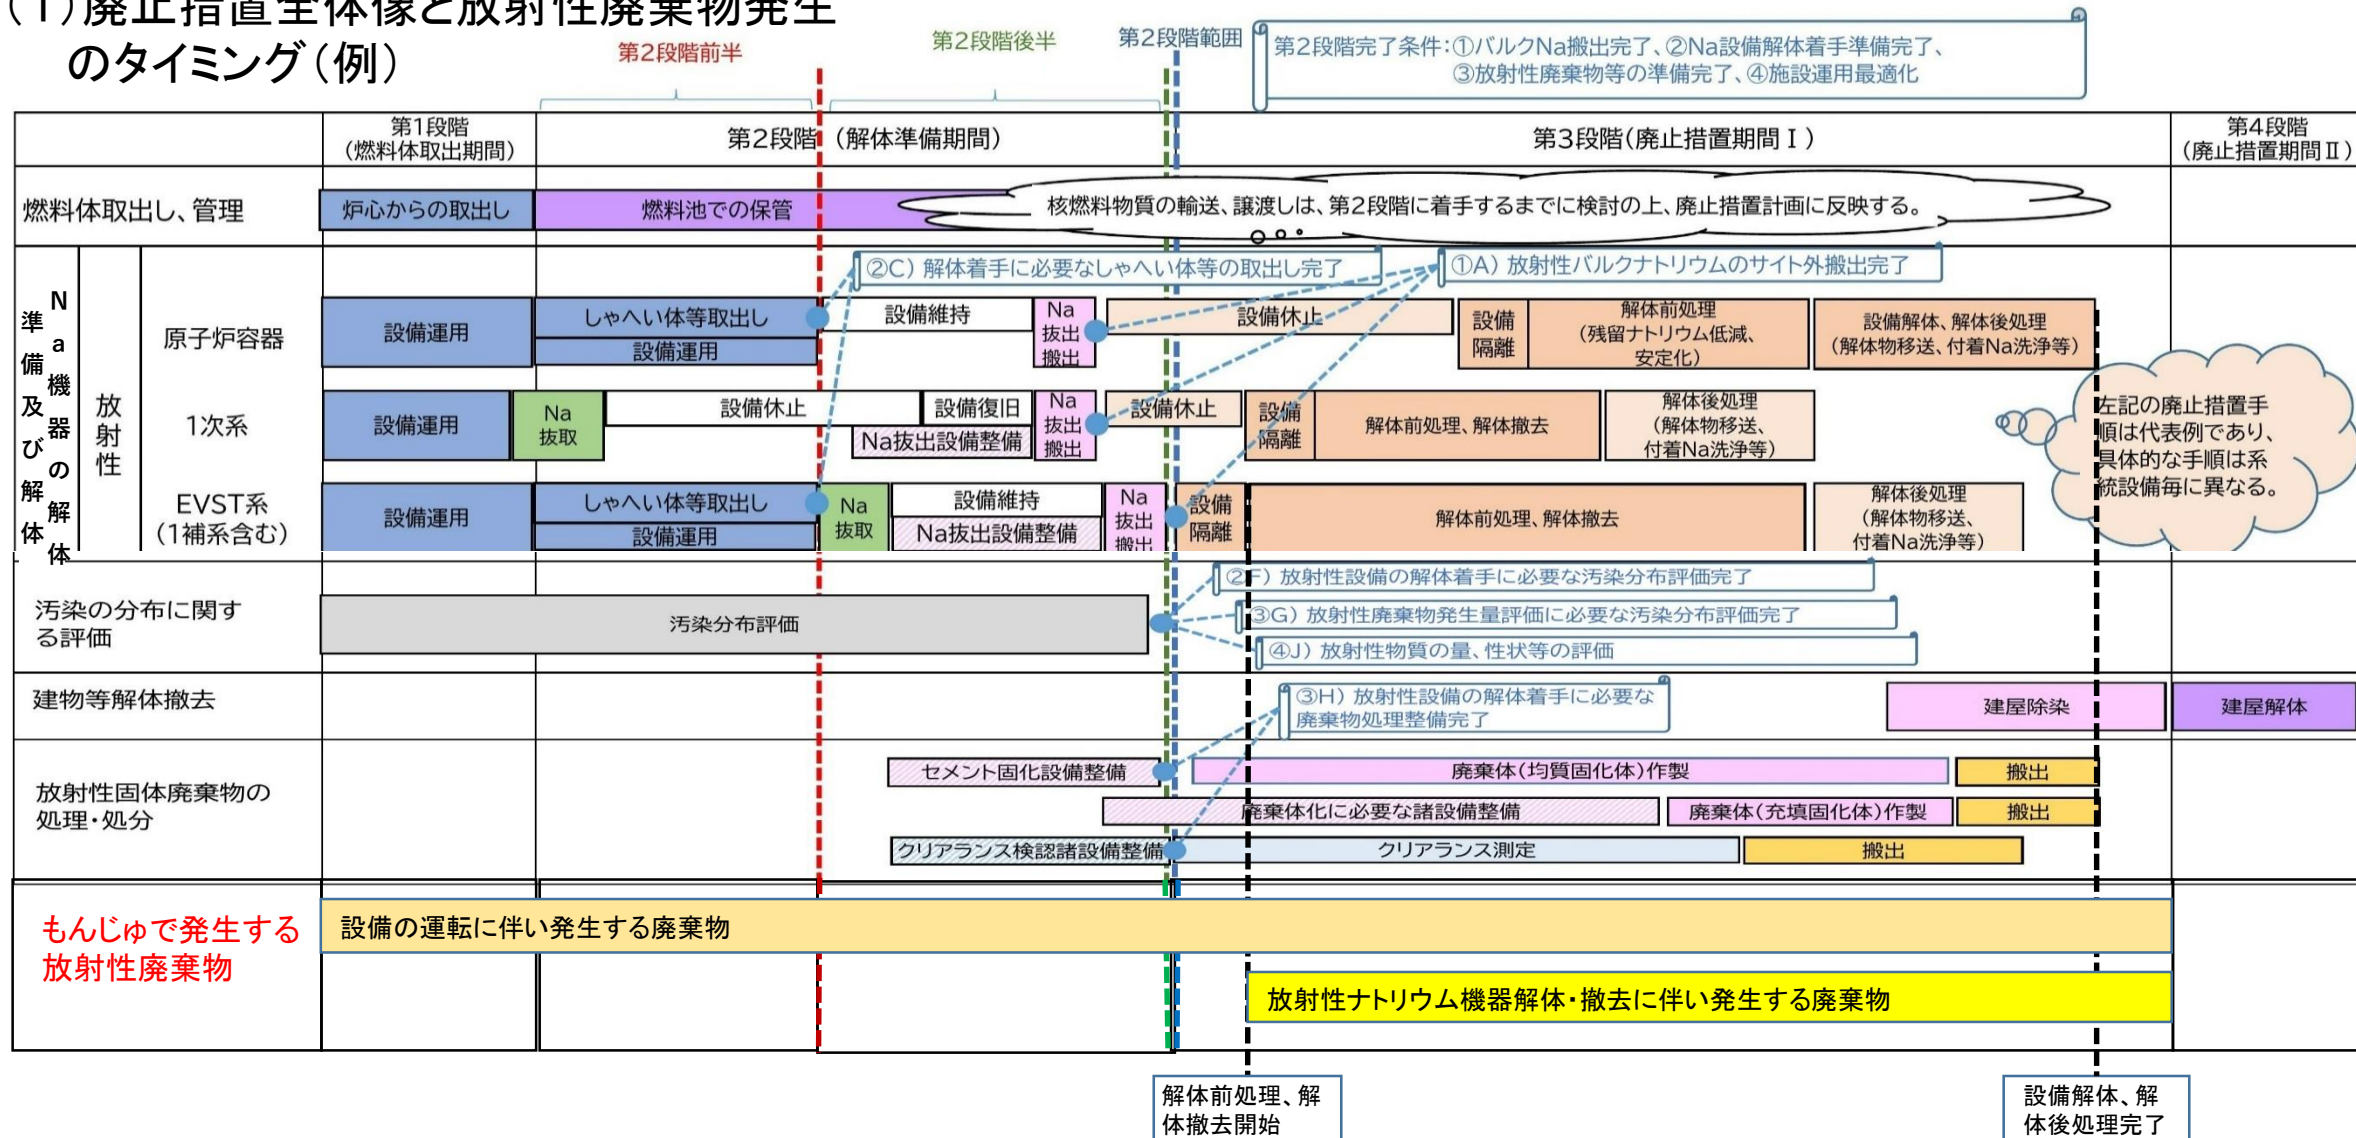 (1)廃止措置全体像と放射性廃棄物発生
のタイミング(例)
第2段階前半
第2段階後半
第2段階範囲
第2段階完了条件:①バルクNa搬出完了、②Na設備解体着手準備完了、
③放射性廃棄物等の準備完了、④施設運用最適化
第1段階
(燃料体取出期間)
第2段階 (解体準備期間)
第3段階(廃止措置期間Ⅰ)
第4段階
(廃止措置期間Ⅱ)
燃料体取出し、管理
炉心からの取出し
燃料池での保管
核燃料物質の輸送、譲渡しは、第2段階に着手するまでに検討の上、廃止措置計画に反映する。
Na機器の解体
準備及び解体
放射性
②C) 解体着手に必要なしゃへい体等の取出し完了
①A) 放射性バルクナトリウムのサイト外搬出完了
原子炉容器
設備運用
しゃへい体等取出し
設備運用
設備維持
Na
抜出
搬出
設備休止
設備
隔離
解体前処理
(残留ナトリウム低減、
安定化)
設備解体、解体後処理
(解体物移送、付着Na洗浄等)
1次系
設備運用
Na
抜取
設備休止
設備復旧
Na抜出設備整備
Na
抜出
搬出
設備休止
設備
隔離
解体前処理、解体撤去
解体後処理
(解体物移送、
付着Na洗浄等)
左記の廃止措置手
順は代表例であり、
具体的な手順は系
統設備毎に異なる。
EVST系
(1補系含む)
設備運用
しゃへい体等取出し
設備運用
Na
抜取
設備維持
Na抜出設備整備
Na
抜出
搬出
設備
隔離
解体前処理、解体撤去
解体後処理
(解体物移送、
付着Na洗浄等)
汚染の分布に関す
る評価
汚染分布評価
②F) 放射性設備の解体着手に必要な汚染分布評価完了
③G) 放射性廃棄物発生量評価に必要な汚染分布評価完了
④J) 放射性物質の量、性状等の評価
建物等解体撤去
③H) 放射性設備の解体着手に必要な
廃棄物処理整備完了
建屋除染
建屋解体
放射性固体廃棄物の
処理・処分
セメント固化設備整備
廃棄体(均質固化体)作製
搬出
廃棄体化に必要な諸設備整備
廃棄体(充填固化体)作製
搬出
クリアランス検認諸設備整備
クリアランス測定
搬出
もんじゅで発生する
放射性廃棄物
設備の運転に伴い発生する廃棄物
放射性ナトリウム機器解体・撤去に伴い発生する廃棄物
解体前処理、解
体撤去開始
設備解体、解
体後処理完了